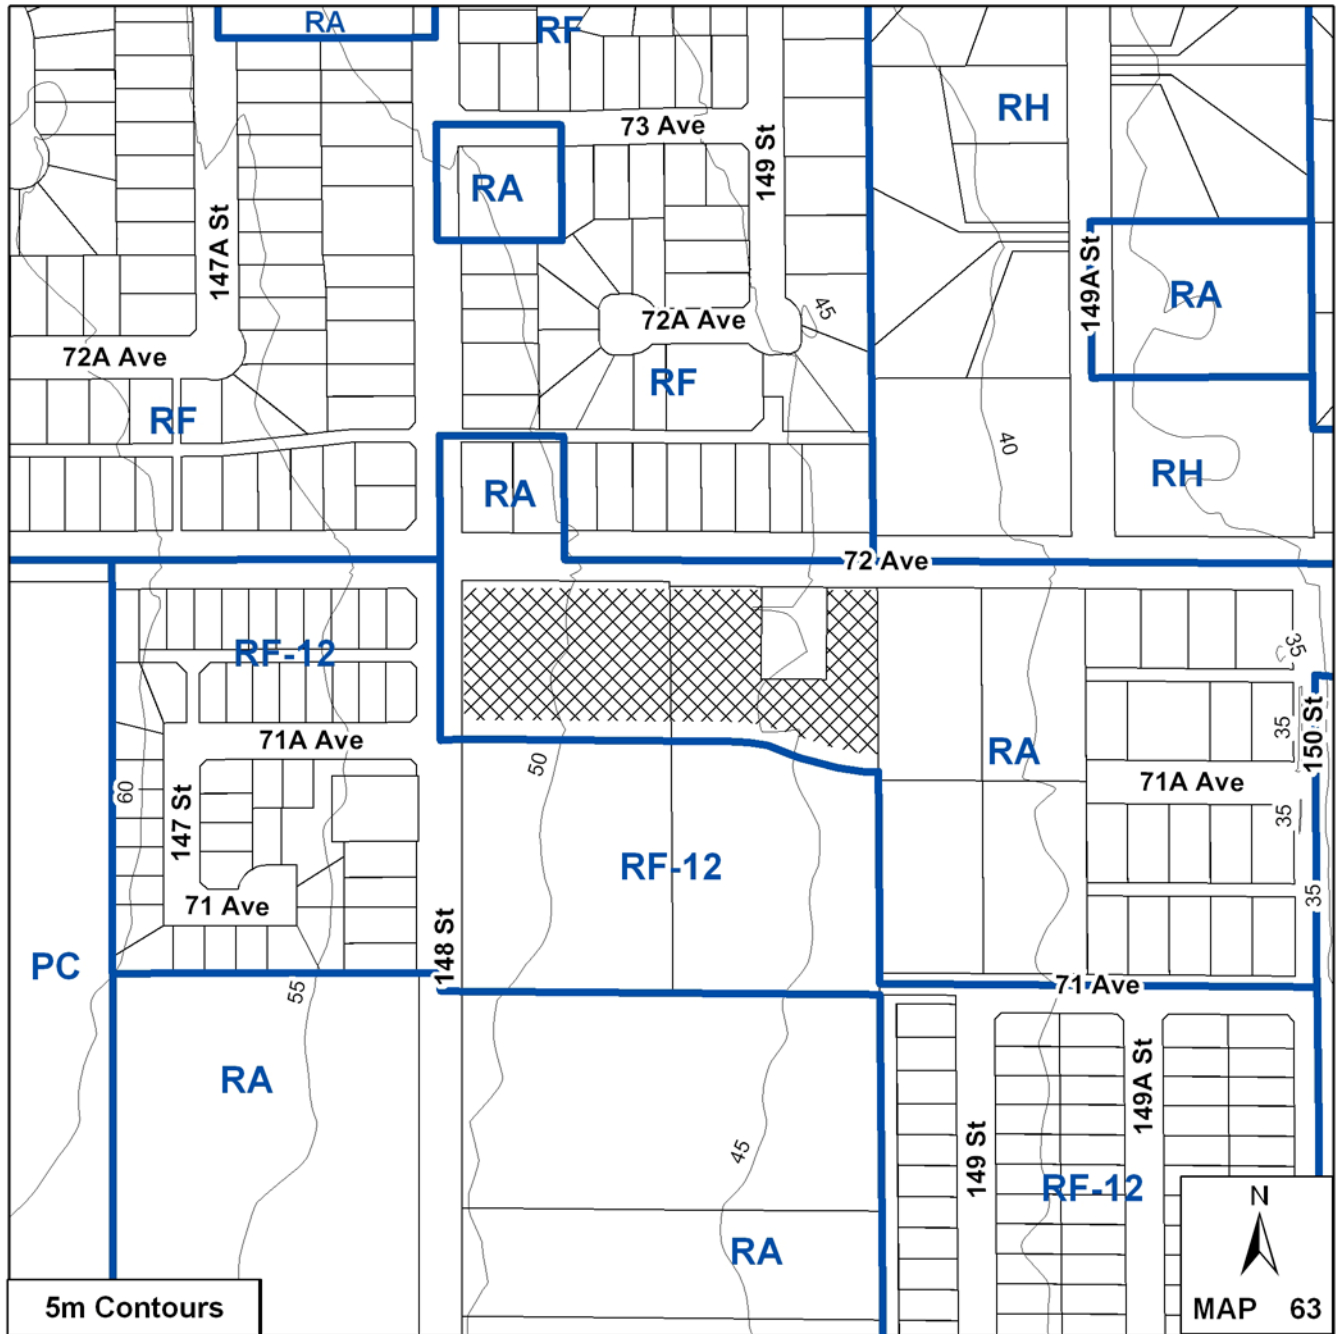 RA
RF
73 Ave
RH
149 St
RA
147A St
149A St
RA
45
72A Ave
72A Ave
RF
RF
40
RH
RA
72 Ave
RF-12
35
71A Ave
50
RA
35
150 St
60
147 St
71A Ave
35
RF-12
35
71 Ave
148 St
PC
55
71 Ave
RA
149A St
45
149 St
RF-12
N
RA
5m Contours
MAP 63